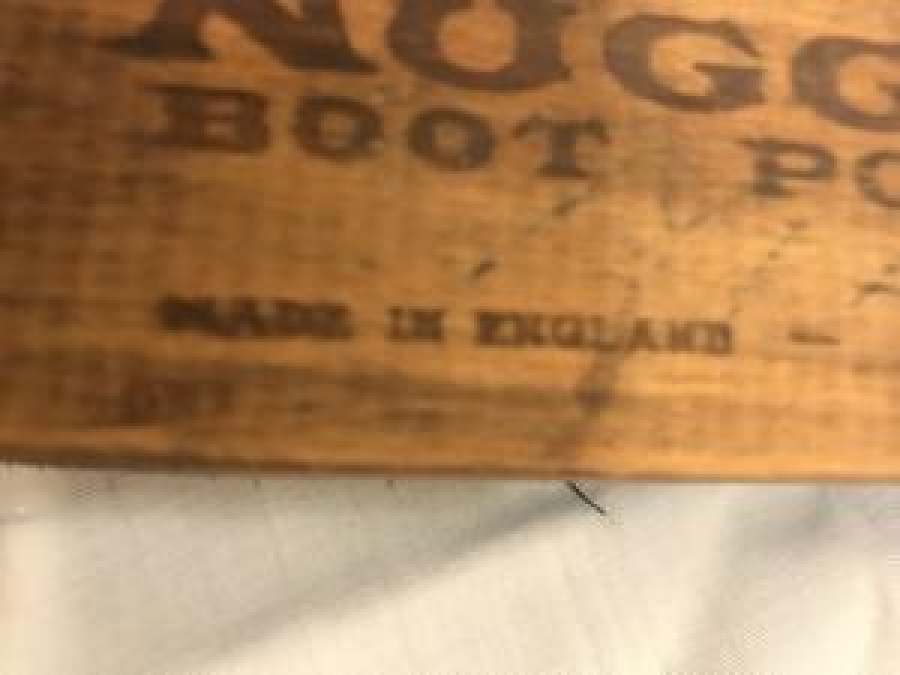 NUGG
BOOT PO
MADE IN ENGLAND -